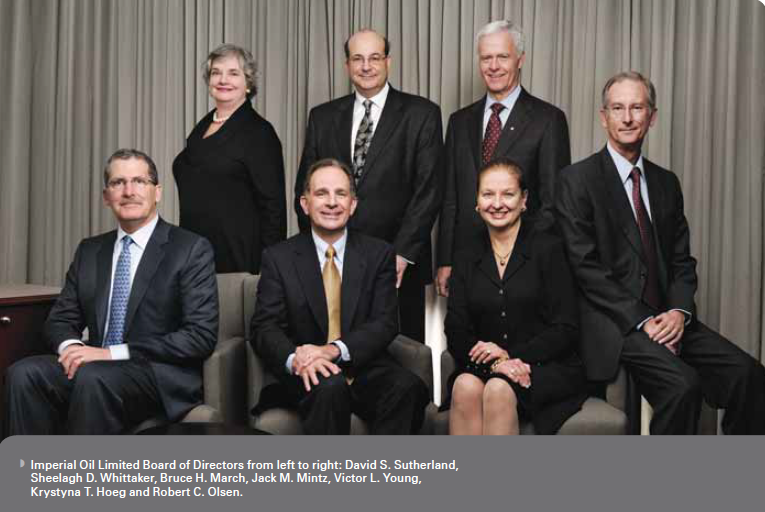 Imperial Oil Limited Board of Directors from left to right: David S. Sutherland,
Sheelagh D. Whittaker, Bruce H. March, Jack M. Mintz, Victor L. Young,
Krystyna T. Hoeg and Robert C. Olsen.